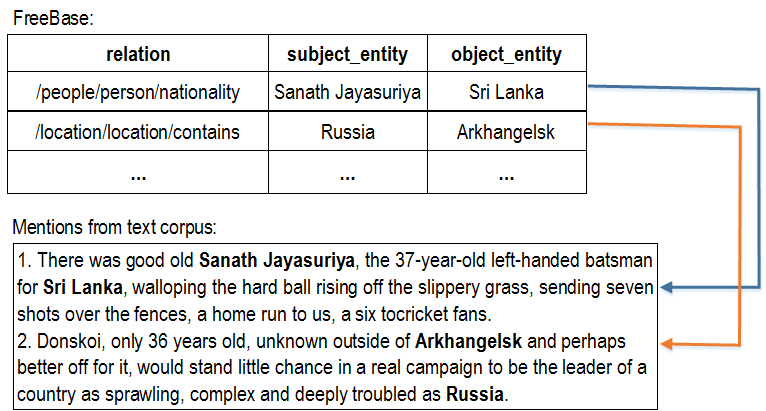 FreeBase:
relation subject_entity object_entity
/people/person/nationality Sanath Jayasuriya Sri Lanka
/location/location/contains Russia Arkhangelsk
... ... ...
Mentions from text corpus:
1. There was good old Sanath Jayasuriya, the 37-year-old left-handed batsman
for Sri Lanka, walloping the hard ball rising off the slippery grass, sending seven
shots over the fences, a home run to us, a six tocricket fans.
2. Donskoi, only 36 years old, unknown outside of Arkhangelsk and perhaps
better off for it, would stand little chance in a real campaign to be the leader of a
country as sprawling, complex and deeply troubled as Russia.